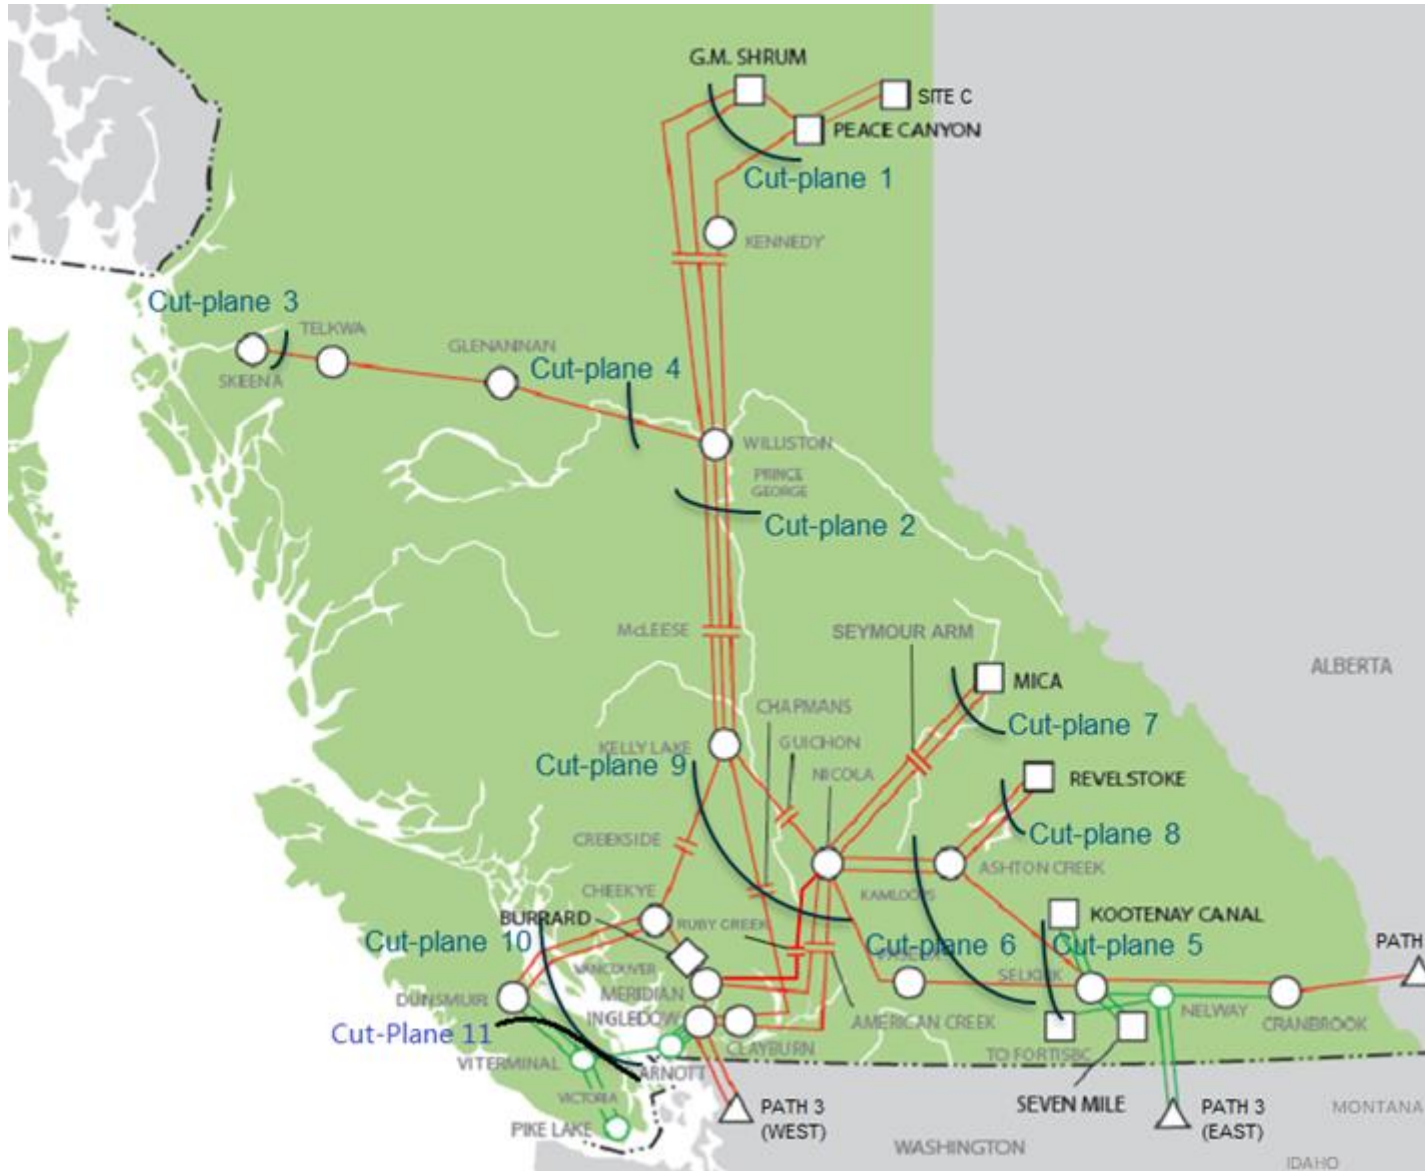 G.M. SHRUM
SITE C
PEACE CANYON
Cut-plane 1
KENNEDY
Cut-plane 3
TELKWA
GLENANNAN
SKEENA
Cut-plane 4
WILLISTON
PRINCE
GEORGE
Cut-plane 2
McLEESE
SEYMOUR ARM
ALBERTA
MICA
CHAPMANS
Cut-plane 7
KELLY LAKE
GUICHON
Cut-plane 9
NICOLA
REVELSTOKE
Cut-plane 8
CREEKSIDE
ASHTON CREEK
KAMLOOPS
CHEEKYE
BURRARD
RUBY CREEK
KOOTENAY CANAL
Cut-plane 10
Cut-plane 6
Cut-plane 5
PATH
VANCOUVER
SELKIRK
DUNSMUIR
MERIDIAN
NELWAY
INGLEDOW
AMERICAN CREEK
CRANBROOK
Cut-Plane 11
CLAYBURN
TO FORTISBC
VITERMINAL
ARNOTT
VICTORIA
SEVEN MILE
PATH 3
(WEST)
PATH 3
(EAST)
MONTANA
PIKE LAKE
WASHINGTON
IDAHO